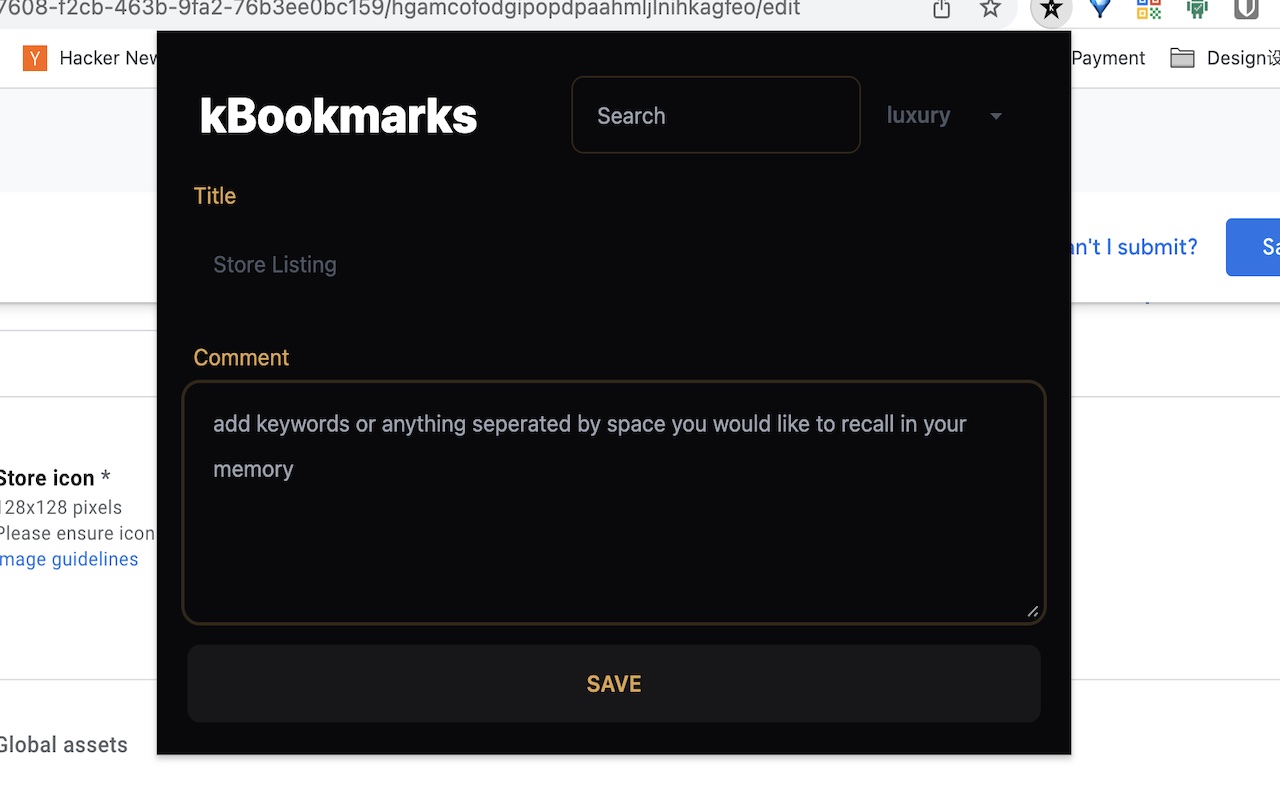 7608-f2cb-463b-9fa2-76b3ee0bc159/hgamcofodgipopdpaahmljlnihkagfeo/edit
Y Hacker New
Payment
Design设
kBookmarks
Search
luxury
Title
Store Listing
an't I submit?
Sa
Comment
add keywords or anything seperated by space you would like to recall in your
memory
Store icon *
128x128 pixels
Please ensure icon
mage guidelines
SAVE
Global assets